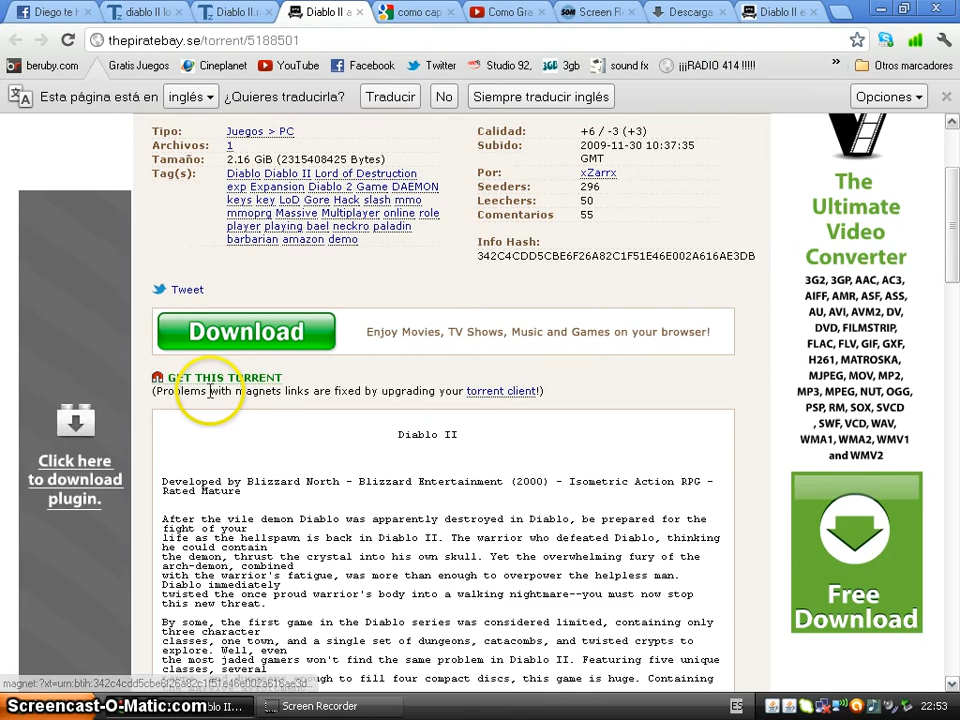 Diego te h
diablo II lo
Diablo II.r
Diablo II a
como cap
Como Gra
Screen R
Descarga
Diablo II e
thepiratebay.se/torrent/5188501
beruby.com
Gratis Juegos
Cineplanet
YouTube
Facebook
Twitter
Studio 92,
3gb
sound fx
¡¡¡RADIO 414 !!!!!
»
Otros marcadores
Esta página está en inglés ¿Quieres traducirla? Traducir No Siempre traducir inglés Opciones
Tipo: Juegos > PC
Archivos: 1
Tamaño: 2.16 GiB (2315408425 Bytes)
Tag(s): Diablo Diablo II Lord of Destruction
exp Expansion Diablo 2 Game DAEMON
keys key LoD Gore Hack slash mmo
mmoprg Massive Multiplayer online role
player playing bael neckro paladin
barbarian amazon demo
Calidad: +6 / -3 (+3)
Subido: 2009-11-30 10:37:35
GMT
Por: xZarrx
Seeders: 296
Leechers: 50
Comentarios 55
Info Hash:
342C4CDD5CBE6F26A82C1F51E46E002A616AE3DB
Tweet
Download
Enjoy Movies, TV Shows, Music and Games on your browser!
GET THIS TORRENT
(Problems with magnets links are fixed by upgrading your torrent client!)
Diablo II
Developed by Blizzard North - Blizzard Entertainment (2000) - Isometric Action RPG -
Rated Mature
After the vile demon Diablo was apparently destroyed in Diablo, be prepared for the
fight of your
life as the hellspawn is back in Diablo II. The warrior who defeated Diablo, thinking
he could contain
the demon, thrust the crystal into his own skull. Yet the overwhelming fury of the
arch-demon, combined
with the warrior's fatigue, was more than enough to overpower the helpless man.
Diablo immediately
twisted the once proud warrior's body into a walking nightmare--you must now stop
this new threat.
By some, the first game in the Diablo series was considered limited, containing only
three character
classes, one town, and a single set of dungeons, catacombs, and twisted crypts to
explore. Well, even
the most jaded gamers won't find the same problem in Diablo II. Featuring five unique
classes, several
enough to fill four compact discs, this game is huge. Containing
Click here
to download
plugin.
The
Ultimate
Video
Converter
3G2, 3GP, AAC, AC3,
AIFF, AMR, ASF, ASS,
AU, AVI, AVM2, DV,
DVD, FILMSTRIP,
FLAC, FLV, GIF, GXF,
H261, MATROSKA,
MJPEG, MOV, MP2,
MP3, MPEG, NUT, OGG,
PSP, RM, SOX, SVCD
, SWF, VCD, WAV,
WMA1, WMA2, WMV1
and WMV2
Free
Download
magnet:?xt=urn:btih:342c4cdd5cbe6f26a82c1f51e46e002a616ae3d...
Screencast-O-Matic.com
blo II...
Screen Recorder
ES
22:53